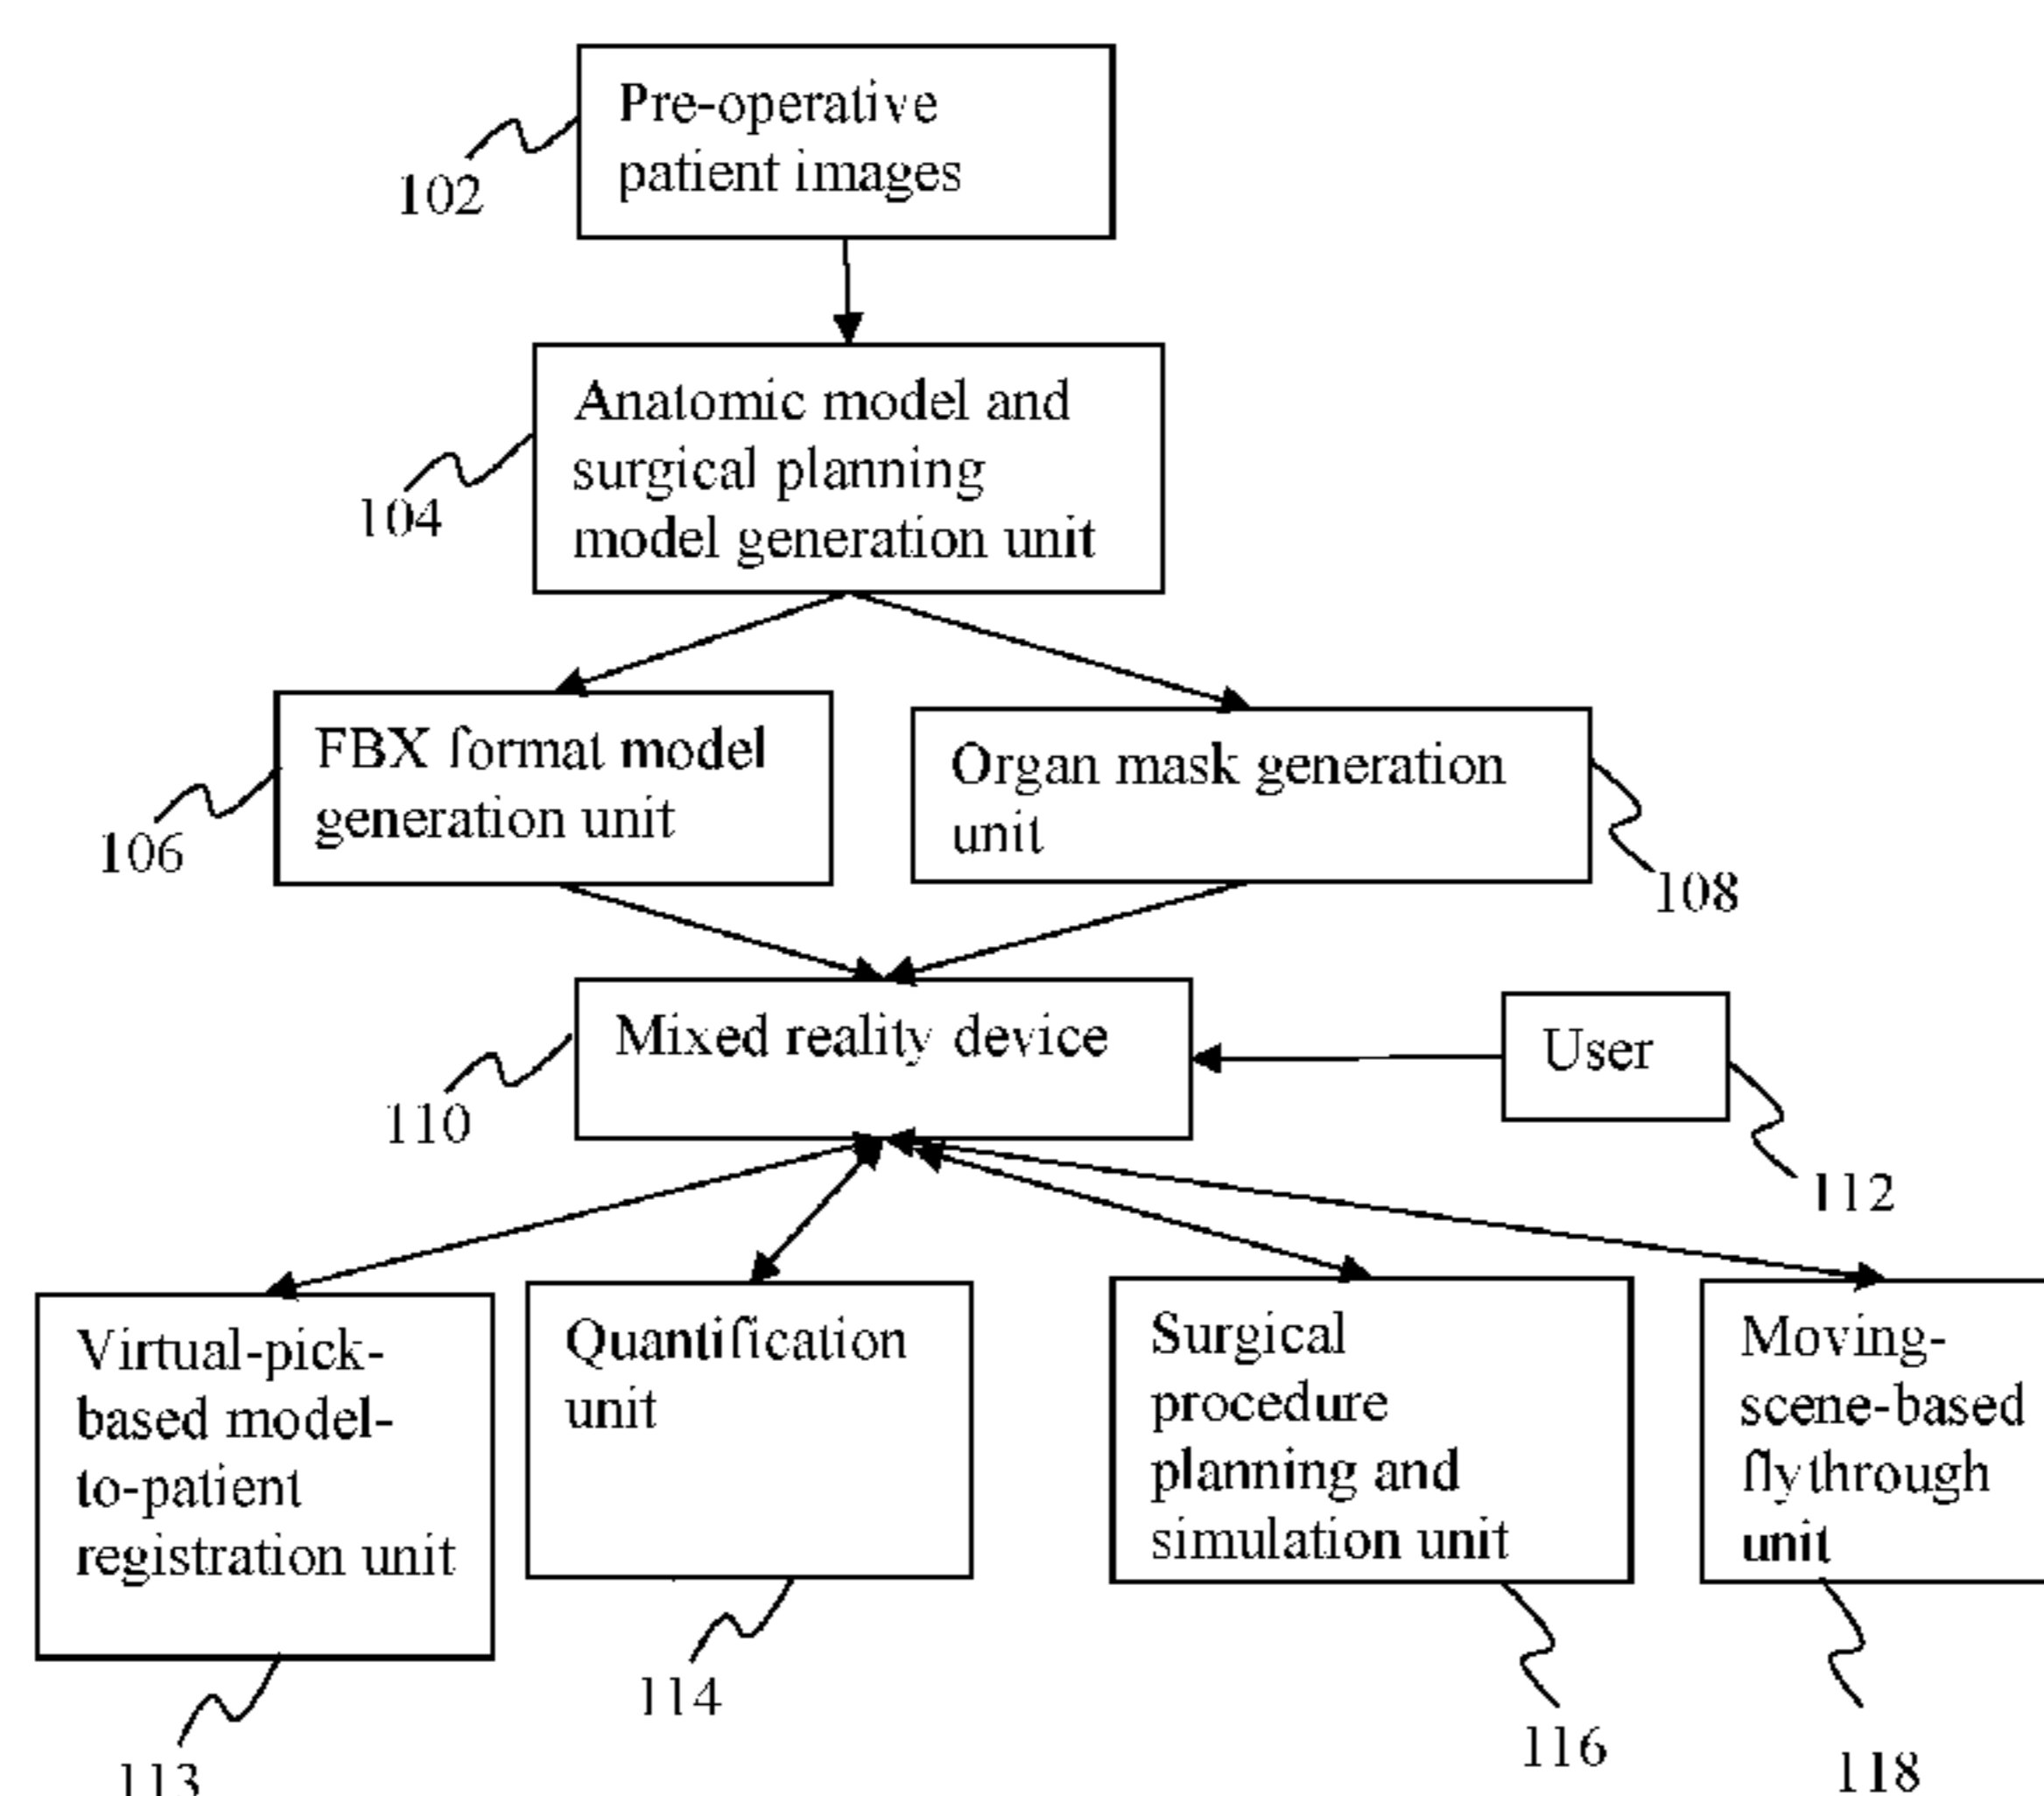 Pre-operative
patient images
102
Anatomic model and
surgical planning
model generation unit
104
FBX format model
generation unit
106
Organ mask generation
unit
108
Mixed reality device
110
User
112
Virtual-pick-
based model-
to-patient
registration unit
113
Quantification
unit
114
Surgical
procedure
planning and
simulation unit
116
Moving-
scene-based
flythrough
unit
118